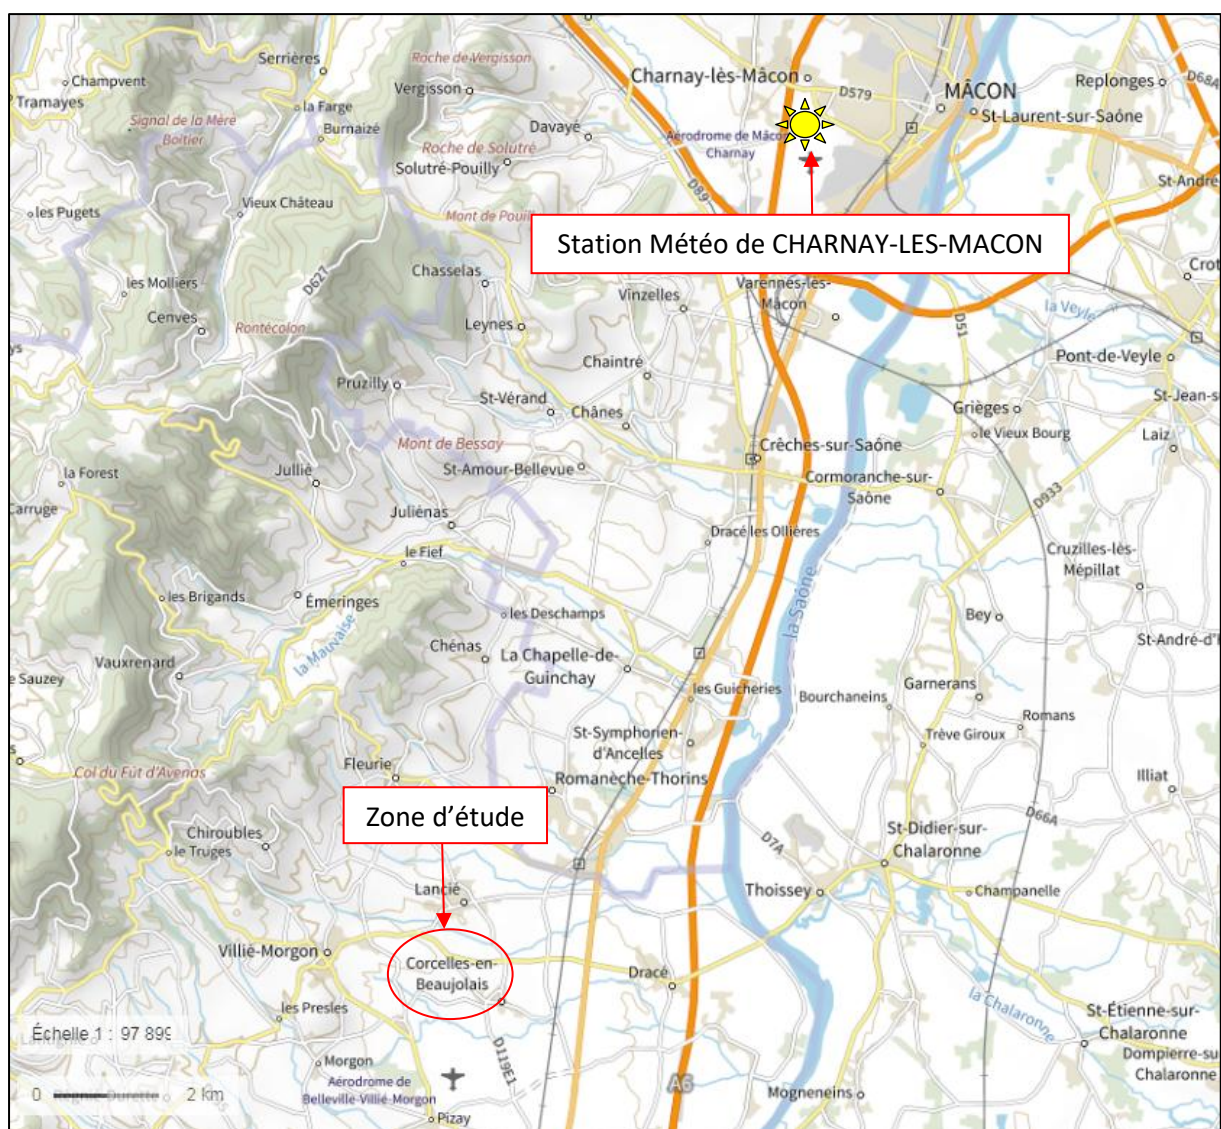 Serrières
Roche de Vergisson
Charnay-lès-Mâcon
Champvent
Vergisson
D579
MÂCON
Replonges
D68A
Tramayes
la Farge
St-Laurent-sur-Saône
Signal de la Mère
Boitier
Burnaizé
Davayé
Aérodrome de Mâco
Charnay
Roche de Solutré
Solutré-Pouilly
St-André
D89
les Pugets
Vieux Château
Mont de Pouil
Station Météo de CHARNAY-LES-MACON
Chasselas
D627
les Molliers
Vinzelles
Varennes-lès-
Mâcon
Crot
Cenves
Rontécolon
Leynes
la Veyle
D51
Chaintré
Pont-de-Veyle
Pruzilly
St-Vérand
Chânes
Grièges
St-Jean-s
Mont de Bessay
Crêches-sur-Saône
le Vieux Bourg
Laiz
la Forest
Jullié
St-Amour-Bellevue
Cormoranche-sur-
Saône
D933
Carruge
Juliénas
Dracé les Ollières
le Fief
Cruzilles-lès-
Mépillat
les Brigands
Émeringes
la Saône
les Deschamps
Bey
la Mauvaise
Chénas
La Chapelle-de-
Guinchay
St-André-d'
Vauxrenard
e Sauzey
les Guicheries
Bourchaneins
Garnerans
Romans
St-Symphorien-
d'Ancelles
Trève Giroux
Col du Fût d'Avenas
Fleurie
Romanèche-Thorins
Illiat
Zone d'étude
D66A
Chiroubles
le Truges
D7A
St-Didier-sur-
Chalaronne
Lancié
Thoissey
Champanelle
Villié-Morgon
Corcelles-en-
Beaujolais
Dracé
les Presles
la Chalaronne
St-Étienne-sur-
Chalaronne
Échelle 1 : 97 899
D119E1
Morgon
Dompierre-su
Chalaronne
Aérodrome de
Belleville-Villié-Morgon
A6
0 2 km
Mogneneins
Pizay